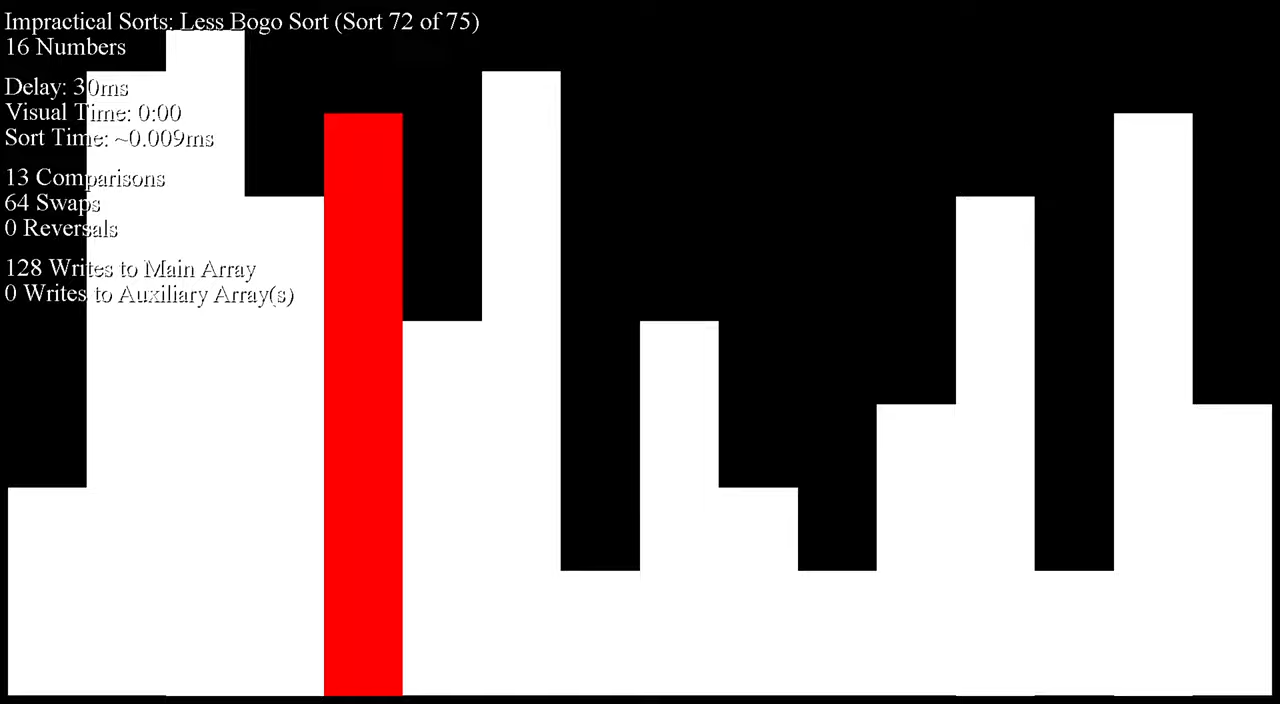 Impractical Sorts: Less Bogo Sort (Sort 72 of 75)
16 Numbers
Delay: 30ms
Visual Time: 0:00
Sort Time: ~0.009ms
13 Comparisons
64 Swaps
0 Reversals
128 Writes to Main Array
0 Writes to Auxiliary Array(s)